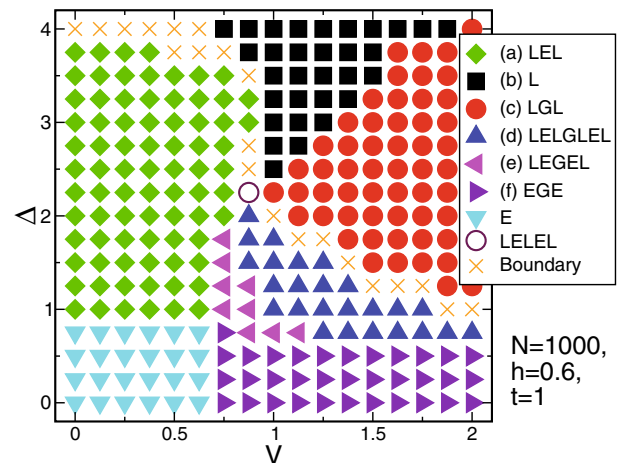 4
3
2
1
0
Δ
0
0.5
1
1.5
2
V
(a) LEL
(b) L
(c) LGL
(d) LELGLEL
(e) LEGEL
(f) EGE
E
LELEL
Boundary
N=1000,
h=0.6,
t=1